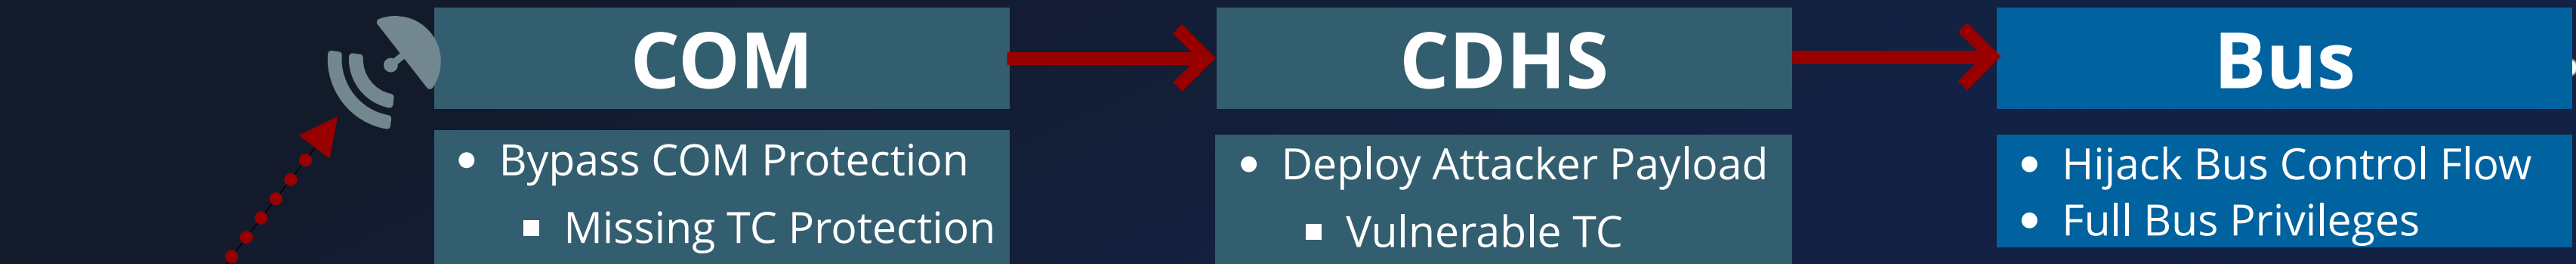 COM
Bypass COM Protection
Missing TC Protection
CDHS
Deploy Attacker Payload
Vulnerable TC
Bus
Hijack Bus Control Flow
Full Bus Privileges